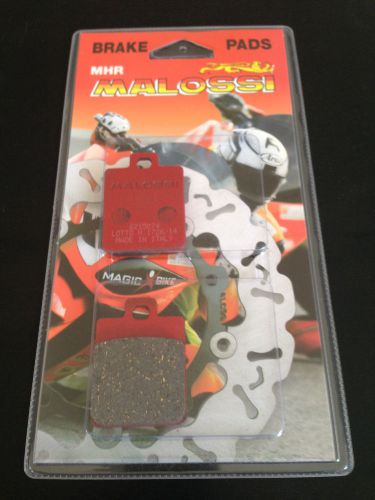 BRAKE PADS
MHR
MALOSSI
MALOSSI
MADE IN ITALY
MAGIC BIKE